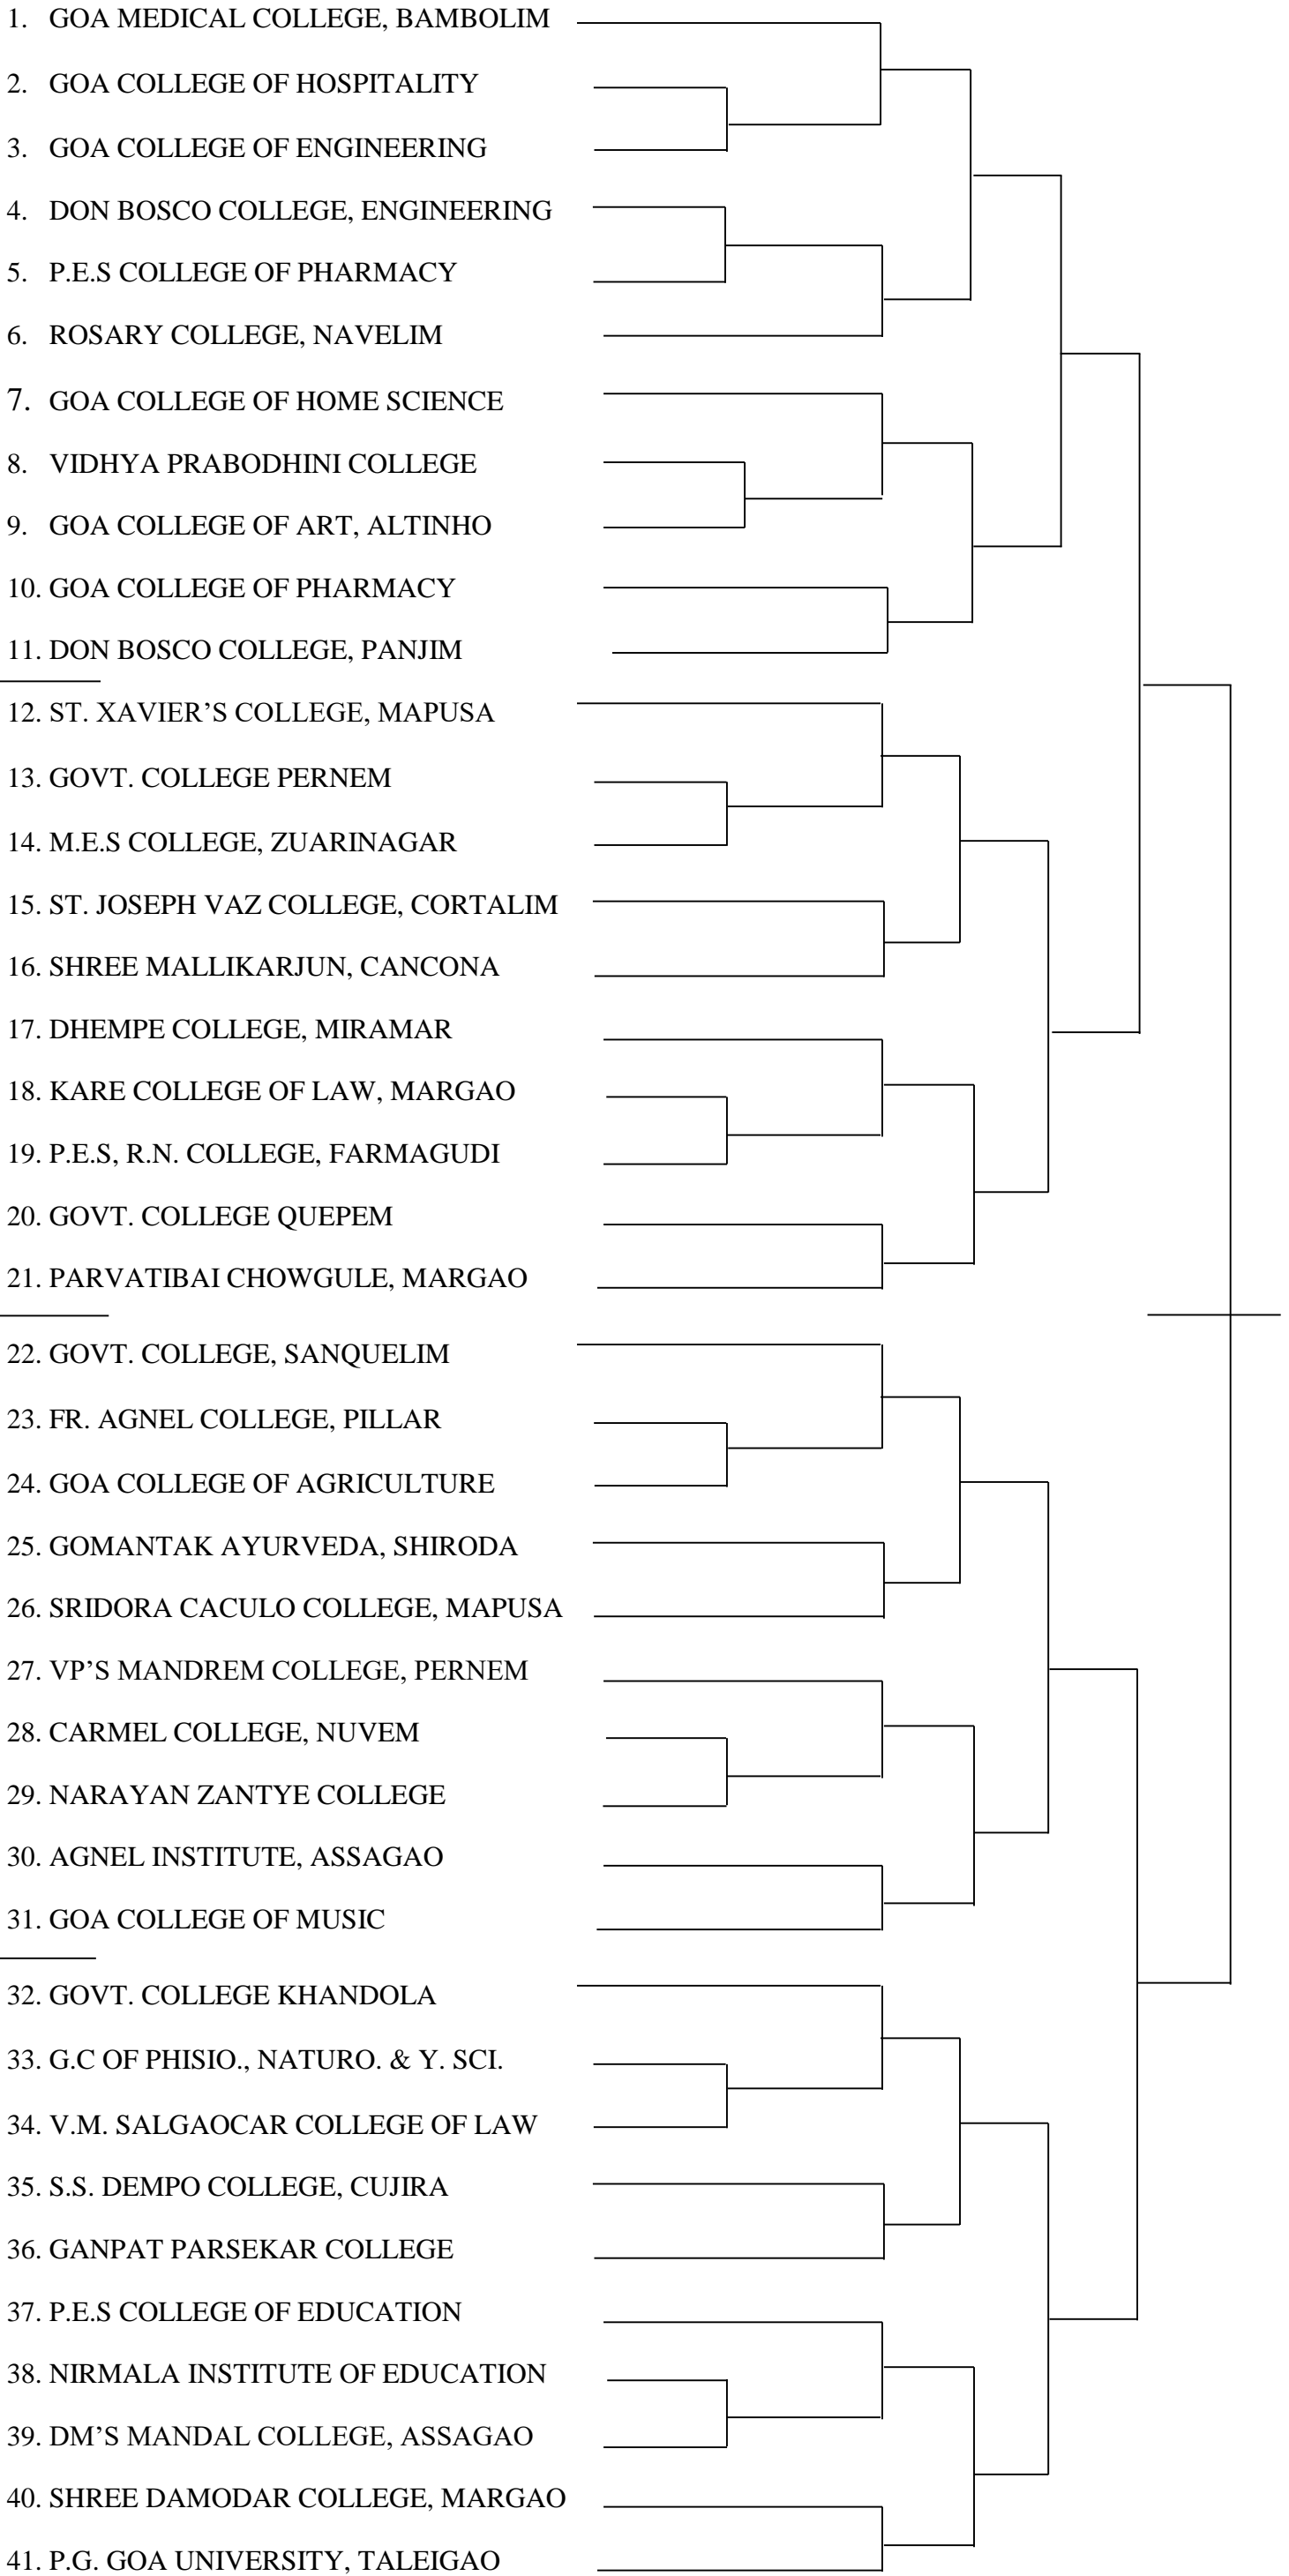 1. GOA MEDICAL COLLEGE, BAMBOLIM
2. GOA COLLEGE OF HOSPITALITY
3. GOA COLLEGE OF ENGINEERING
4. DON BOSCO COLLEGE, ENGINEERING
5. P.E.S COLLEGE OF PHARMACY
6. ROSARY COLLEGE, NAVELIM
7. GOA COLLEGE OF HOME SCIENCE
8. VIDHYA PRABODHINI COLLEGE
9. GOA COLLEGE OF ART, ALTINHO
10. GOA COLLEGE OF PHARMACY
11. DON BOSCO COLLEGE, PANJIM
12. ST. XAVIER’S COLLEGE, MAPUSA
13. GOVT. COLLEGE PERNEM
14. M.E.S COLLEGE, ZUARINAGAR
15. ST. JOSEPH VAZ COLLEGE, CORTALIM
16. SHREE MALLIKARJUN, CANCONA
17. DHEMPE COLLEGE, MIRAMAR
18. KARE COLLEGE OF LAW, MARGAO
19. P.E.S, R.N. COLLEGE, FARMAGUDI
20. GOVT. COLLEGE QUEPEM
21. PARVATIBAI CHOWGULE, MARGAO
22. GOVT. COLLEGE, SANQUELIM
23. FR. AGNEL COLLEGE, PILLAR
24. GOA COLLEGE OF AGRICULTURE
25. GOMANTAK AYURVEDA, SHIRODA
26. SRIDORA CACULO COLLEGE, MAPUSA
27. VP’S MANDREM COLLEGE, PERNEM
28. CARMEL COLLEGE, NUVEM
29. NARAYAN ZANTYE COLLEGE
30. AGNEL INSTITUTE, ASSAGAO
31. GOA COLLEGE OF MUSIC
32. GOVT. COLLEGE KHANDOLA
33. G.C OF PHISIO., NATURO. & Y. SCI.
34. V.M. SALGAOCAR COLLEGE OF LAW
35. S.S. DEMPO COLLEGE, CUJIRA
36. GANPAT PARSEKAR COLLEGE
37. P.E.S COLLEGE OF EDUCATION
38. NIRMALA INSTITUTE OF EDUCATION
39. DM’S MANDAL COLLEGE, ASSAGAO
40. SHREE DAMODAR COLLEGE, MARGAO
41. P.G. GOA UNIVERSITY, TALEIGAO